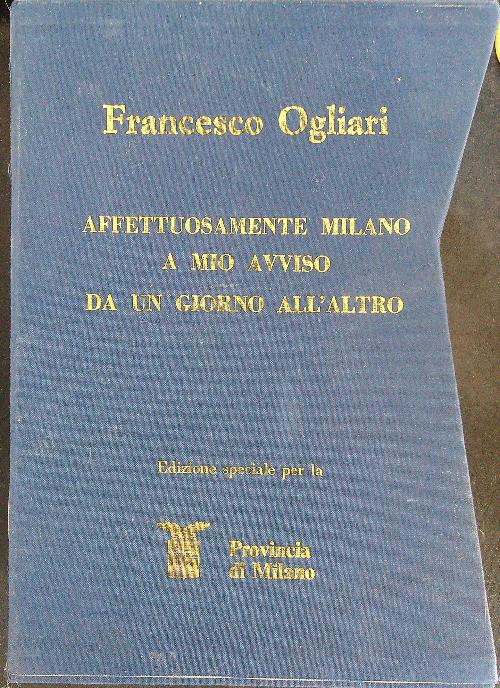 Francesco Ogliari
AFFETTUOSAMENTE MILANO
A MIO AVVISO
DA UN GIORNO ALL'ALTRO
Edizione speciale per la
Provincia
di Milano